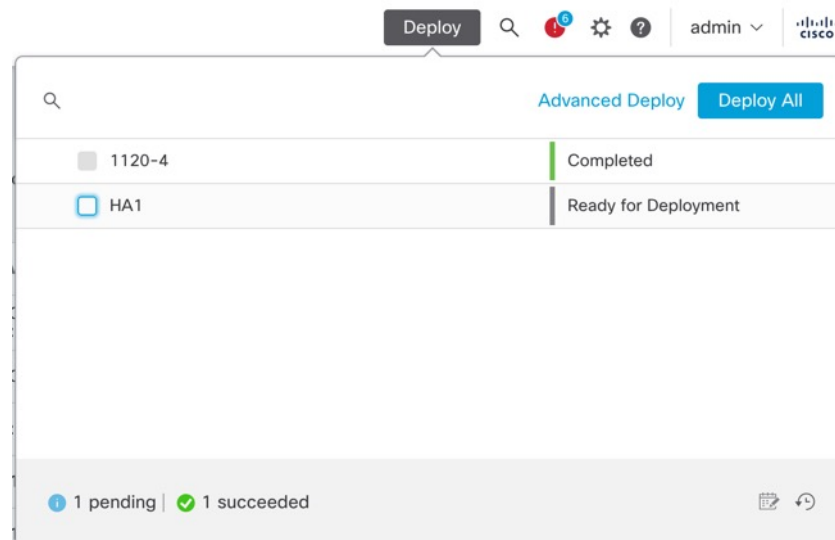 Deploy 6 admin cisco
Advanced Deploy Deploy All
1120-4 Completed
HA1 Ready for Deployment
1 pending | 1 succeeded